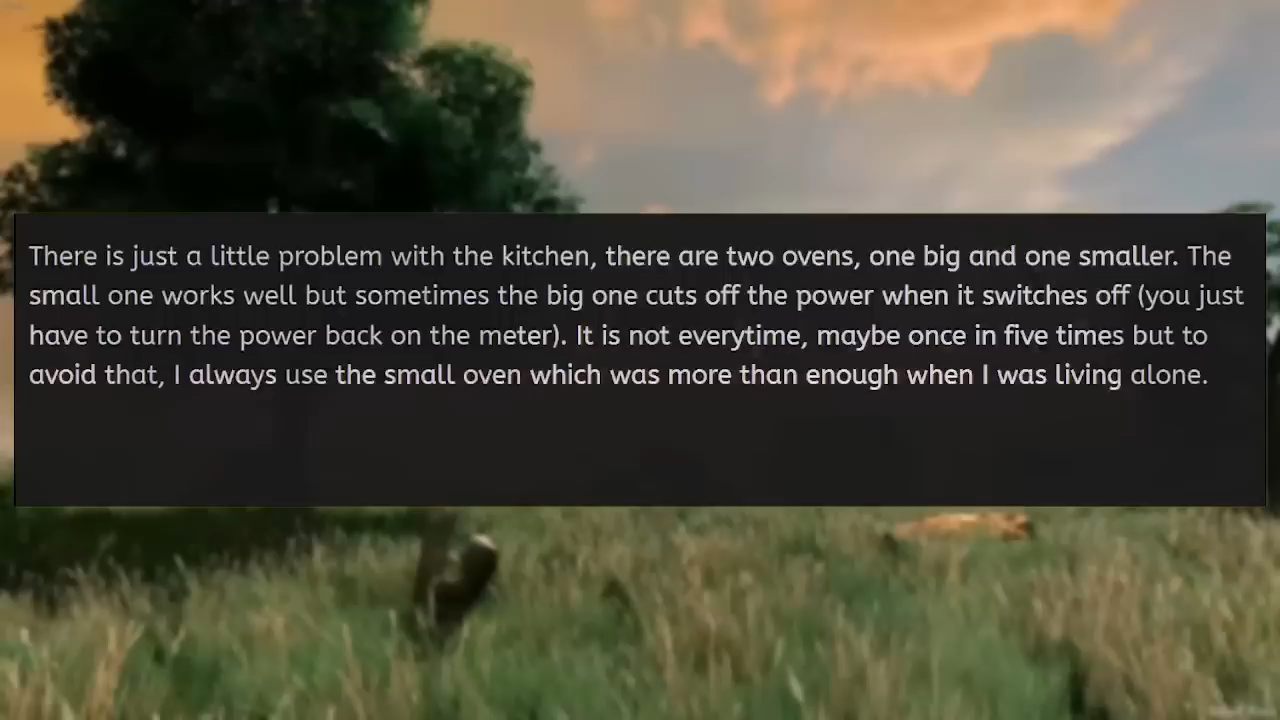 There is just a little problem with the kitchen, there are two ovens, one big and one smaller. The
small one works well but sometimes the big one cuts off the power when it switches off (you just
have to turn the power back on the meter). It is not everytime, maybe once in five times but to
avoid that, I always use the small oven which was more than enough when I was living alone.